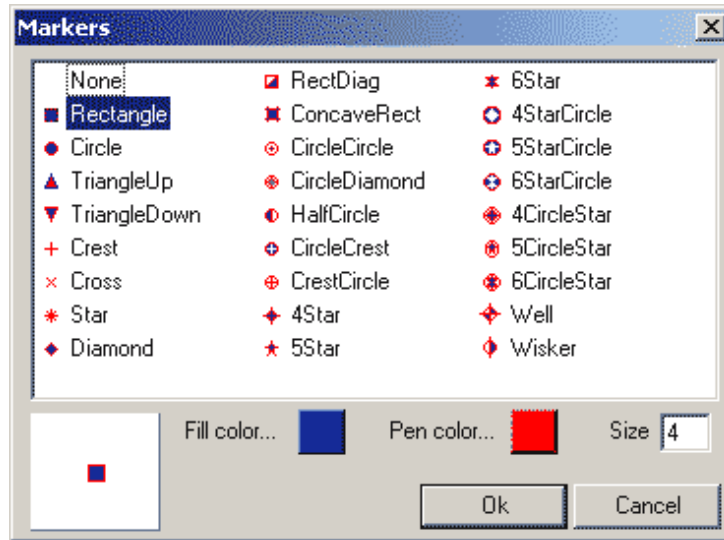 Markers
None
Rectangle
Circle
TriangleUp
TriangleDown
Crest
Cross
Star
Diamond
RectDiag
ConcaveRect
CircleCircle
CircleDiamond
HalfCircle
CircleCrest
CrestCircle
4Star
5Star
6Star
4StarCircle
5StarCircle
6StarCircle
4CircleStar
5CircleStar
6CircleStar
Well
Wisker
Fill color... Pen color... Size 4
Ok Cancel